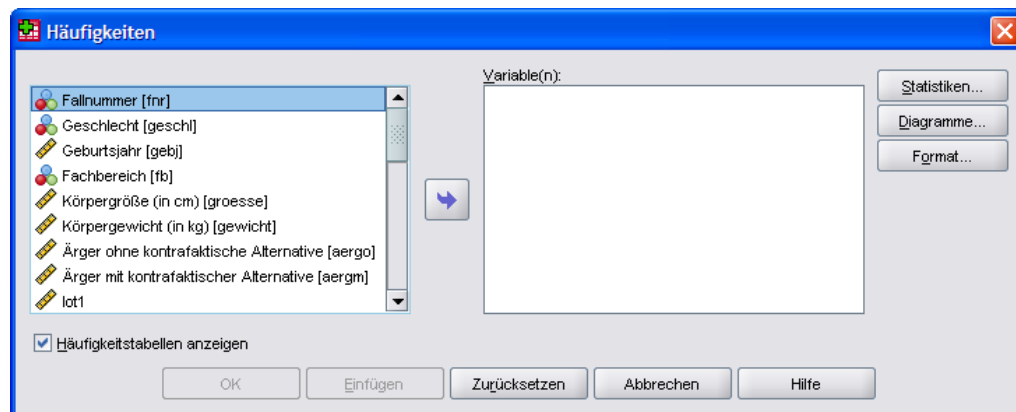 Häufigkeiten
Variable(n):
Fallnummer [fnr]
Geschlecht [geschl]
Geburtsjahr [gebj]
Fachbereich [fb]
Körpergröße (in cm) [groesse]
Körpergewicht (in kg) [gewicht]
Ärger ohne kontrafaktische Alternative [aergo]
Ärger mit kontrafaktischer Alternative [aergm]
lot1
Statistiken...
Diagramme...
Format...
Häufigkeitstabellen anzeigen
OK
Einfügen
Zurücksetzen
Abbrechen
Hilfe